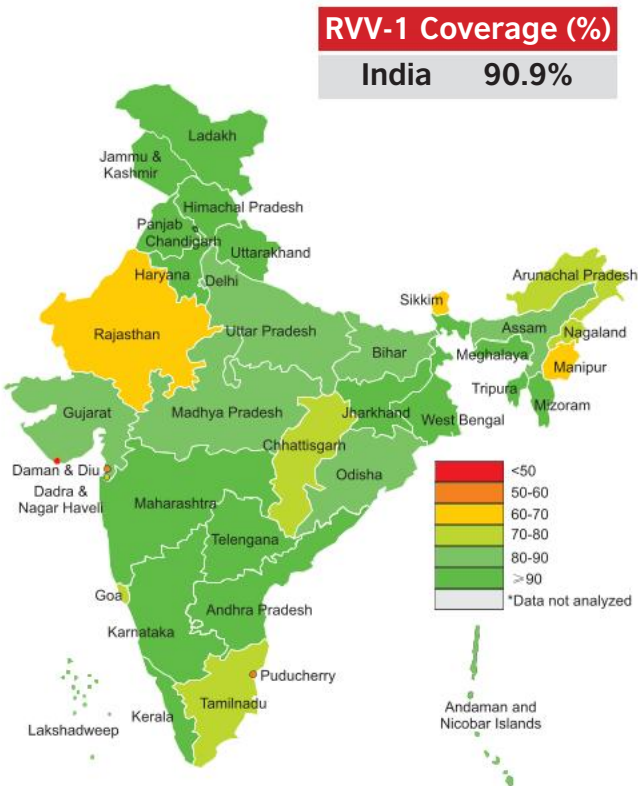 RVV-1 Coverage (%)
India 90.9%
Ladakh
Jammu &
Kashmir
Himachal Pradesh
Panjab
Chandigarh
Uttarakhand
Haryana
Delhi
Arunachal Pradesh
Sikkim
Rajasthan
Uttar Pradesh
Assam
Nagaland
Bihar
Meghalaya
Manipur
Gujarat
Madhya Pradesh
Jharkhand
Tripura
West Bengal
Mizoram
Chhattisgarh
Daman & Diu
Odisha
Dadra &
Nagar Haveli
Maharashtra
Telengana
<50
50-60
60-70
70-80
80-90
≥90
*Data not analyzed
Goa
Andhra Pradesh
Karnataka
Puducherry
Tamilnadu
Kerala
Lakshadweep
Andaman and
Nicobar Islands